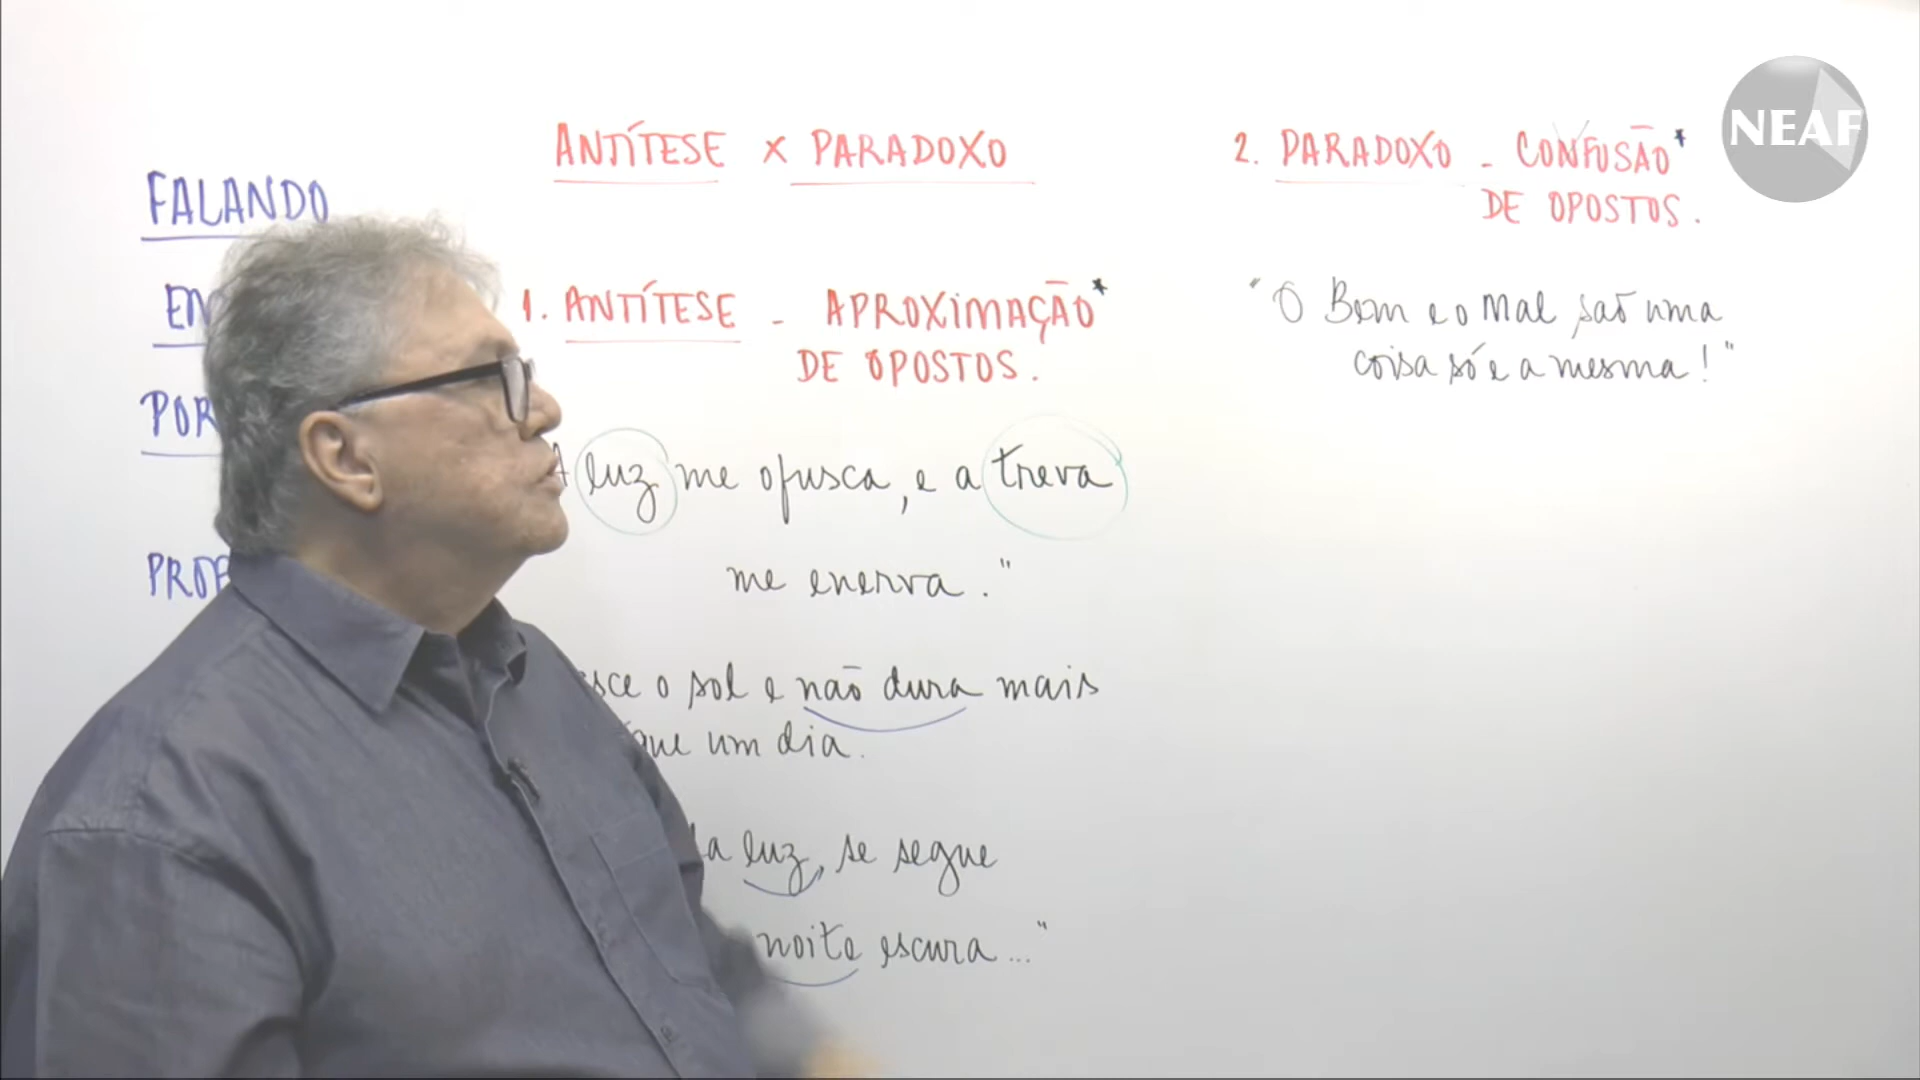 FALANDO
ANTÍTESE X PARADOXO
1. ANTÍTESE - APROXIMAÇÃO*
DE OPOSTOS.
A luz me ofusca, e a treva
me enerva."
o sol e não dura mais
que um dia.
luz, se segue
noite escura..."
2. PARADOXO - CONFUSÃO*
DE OPOSTOS.
"O Bem e o Mal são uma
coisa só e a mesma!"
NEAF